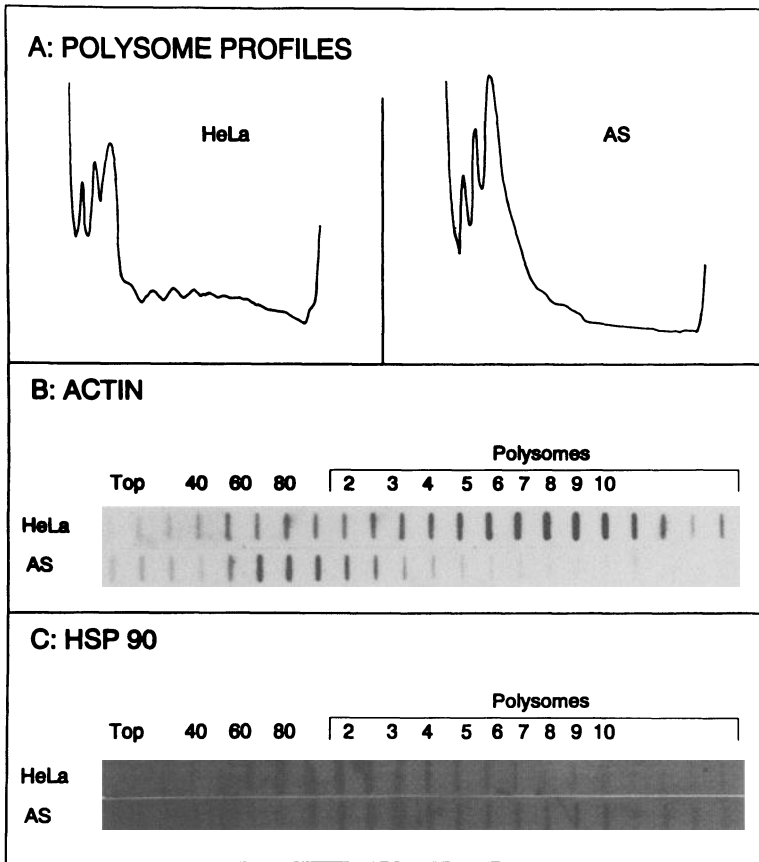 A: POLYSOME PROFILES
HeLa
AS
B: ACTIN
Polysomes
Top 40 60 80 2 3 4 5 6 7 8 9 10
HeLa
AS
C: HSP 90
Polysomes
Top 40 60 80 2 3 4 5 6 7 8 9 10
HeLa
AS